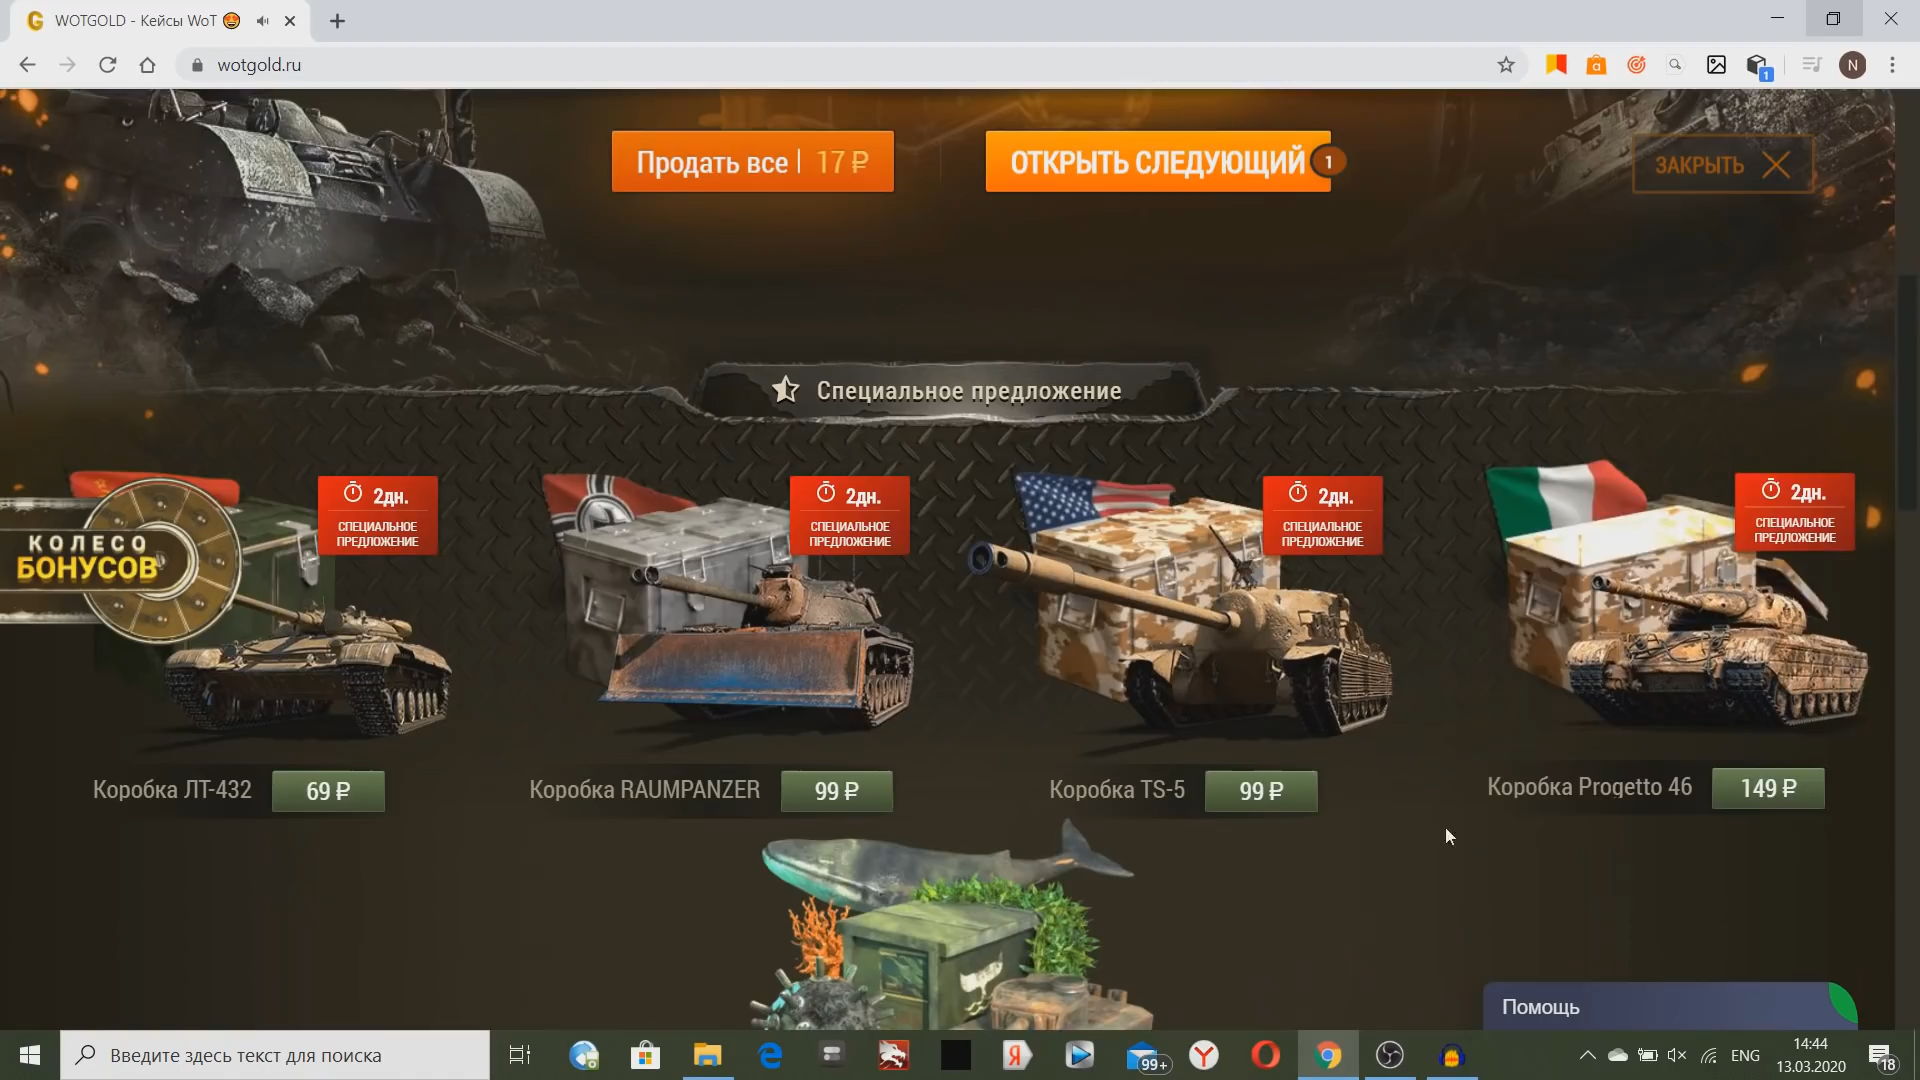 WOTGOLD - Кейсы WoT 🤩
wotgold.ru
N
1
Продать все | 17 ₽
ОТКРЫТЬ СЛЕДУЮЩИЙ 1
ЗАКРЫТЬ
Специальное предложение
2дн.
СПЕЦИАЛЬНОЕ
ПРЕДЛОЖЕНИЕ
2дн.
СПЕЦИАЛЬНОЕ
ПРЕДЛОЖЕНИЕ
2дн.
СПЕЦИАЛЬНОЕ
ПРЕДЛОЖЕНИЕ
2дн.
СПЕЦИАЛЬНОЕ
ПРЕДЛОЖЕНИЕ
КОЛЕСО
БОНУСОВ
Коробка ЛТ-432 69 ₽
Коробка RAUMPANZER 99 ₽
Коробка TS-5 99 ₽
Коробка Progetto 46 149 ₽
Помощь
Введите здесь текст для поиска
99+
ENG
14:44
13.03.2020
18